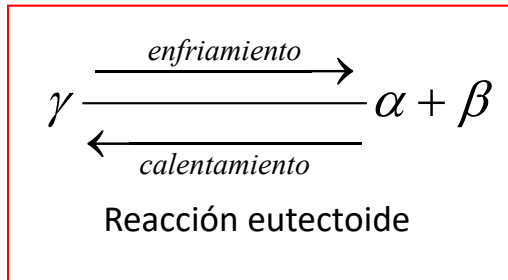 enfriamiento
γ α + β
calentamiento
Reacción eutectoide